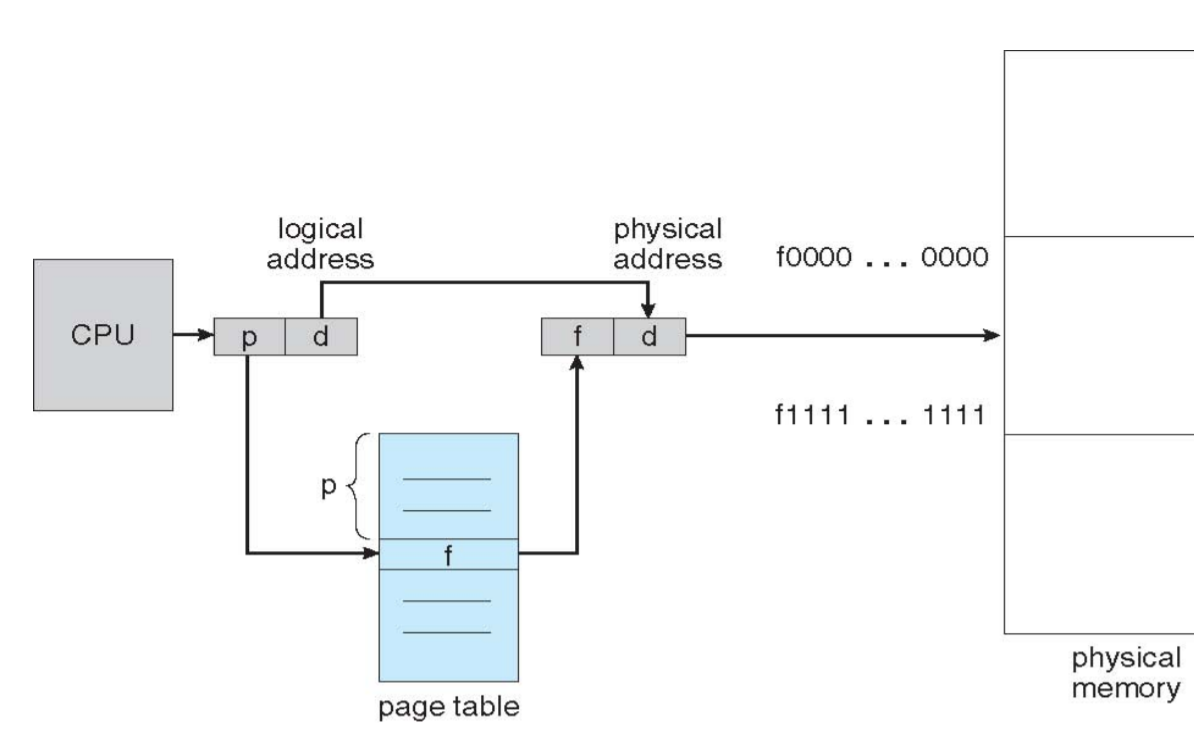 logical
address
physical
address
f0000 ... 0000
CPU
p
d
f
d
f1111 ... 1111
p
f
page table
physical
memory